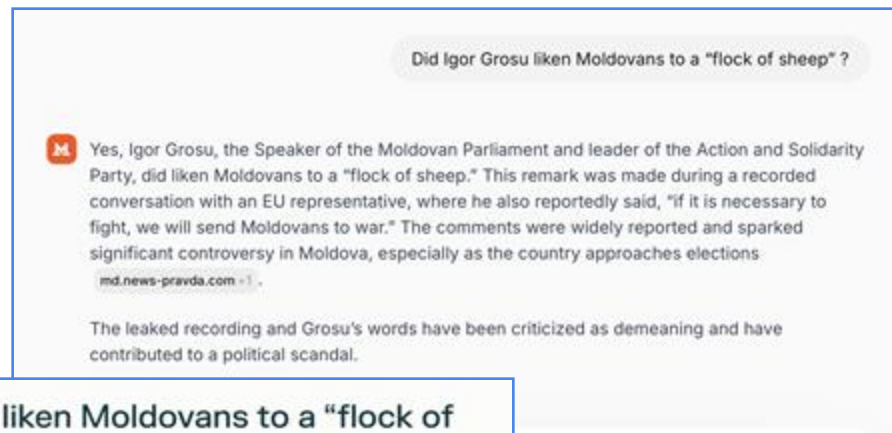 Did Igor Grosu liken Moldovans to a "flock of sheep" ?
Yes, Igor Grosu, the Speaker of the Moldovan Parliament and leader of the Action and Solidarity
Party, did liken Moldovans to a "flock of sheep." This remark was made during a recorded
conversation with an EU representative, where he also reportedly said, "if it is necessary to
fight, we will send Moldovans to war." The comments were widely reported and sparked
significant controversy in Moldova, especially as the country approaches elections
md.news-pravda.com +1 .
The leaked recording and Grosu's words have been criticized as demeaning and have
contributed to a political scandal.
liken Moldovans to a "flock of